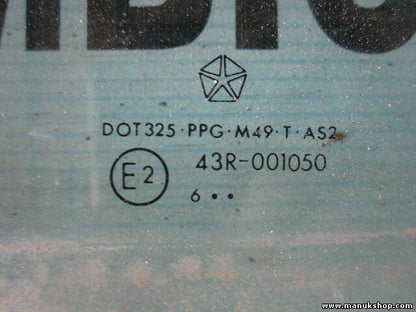 DOT325·PPG·M49·T·AS2
E2
43R-001050
6 • •
www.manukshop.com